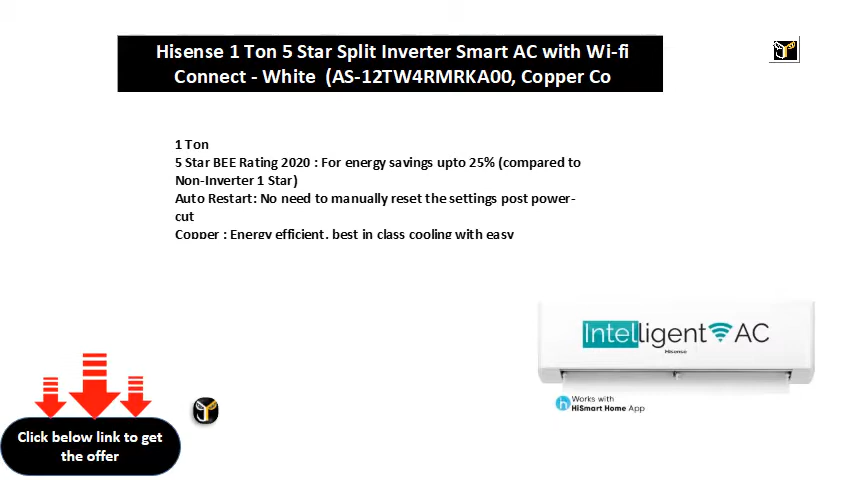 Hisense 1 Ton 5 Star Split Inverter Smart AC with Wi-fi
Connect - White (AS-12TW4RMRKA00, Copper Co
1 Ton
5 Star BEE Rating 2020 : For energy savings upto 25% (compared to
Non-Inverter 1 Star)
Auto Restart: No need to manually reset the settings post power-
cut
Copper : Energy efficient, best in class cooling with easy
Intelligent AC
Hisense
Works with
HiSmart Home App
Click below link to get
the offer